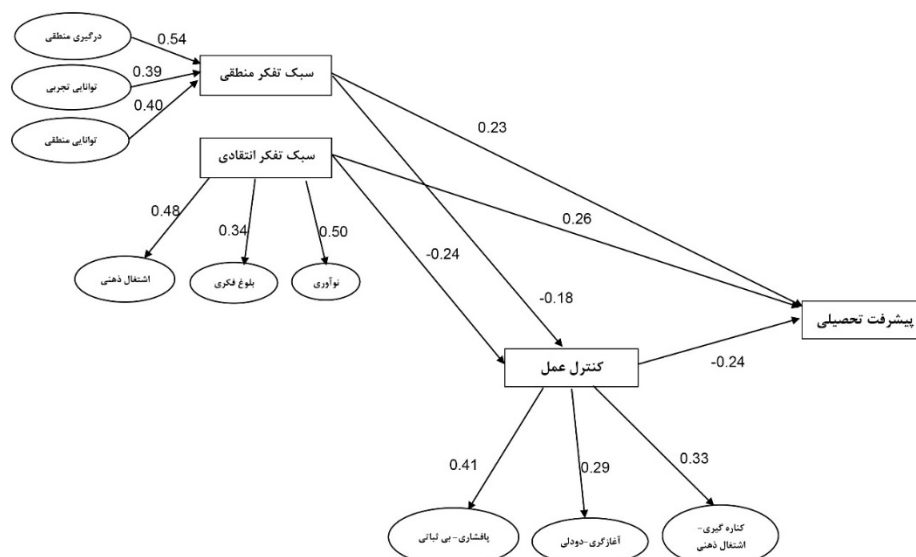 درگیری منطقی
0.54
سبک تفکر منطقی
توانایی تجربی
0.39
0.40
توانایی منطقی
0.23
سبک تفکر انتقادی
0.48
0.34
0.50
0.26
-0.24
اشتغال ذهنی
بلوغ فکری
نوآوری
-0.18
پیشرفت تحصیلی
کنترل عمل
-0.24
0.41
0.29
0.33
پافشاری- بی ثباتی
آغازگری-دودلی
کناره گیری-
اشتغال ذهنی